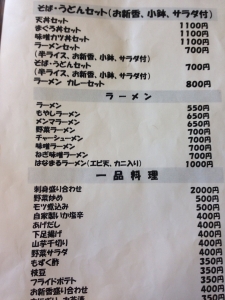 そば・うどんセット(お新香、小鉢、サラダ付)
天丼セット 1100円
まぐろ丼セット 1100円
味噌カツ丼セット 1100円
ラーメンセット 700円
(半ライス、お新香、小鉢、サラダ付)
そば・うどんセット 700円
(半ライス、お新香、小鉢、サラダ付)
ラーメン カレーセット 800円
ラーメン
ラーメン 550円
もやしラーメン 650円
メンマラーメン 650円
野菜ラーメン 700円
チャーシューメン 700円
味噌ラーメン 700円
ねぎ味噌ラーメン 700円
はなまるラーメン(エビ天、カニ入り) 1000円
一品料理
刺身盛り合わせ 2000円
野菜炒め 500円
モツ煮込み 500円
自家製いか塩辛 400円
あげだし 400円
下足揚げ 400円
山芋千切り 400円
野菜サラダ 400円
もずく酢 350円
枝豆 350円
フライドポテト 350円
お新香盛り合わせ 400円